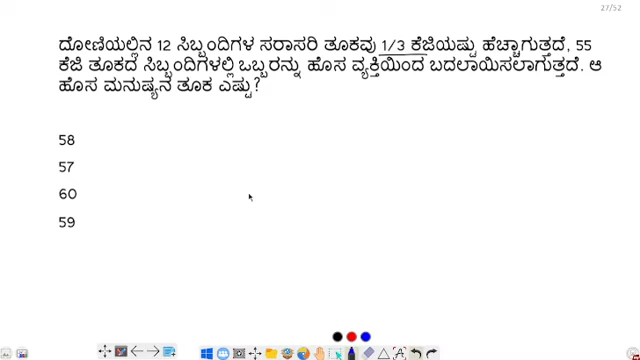 27/52
ದೋಣಿಯಲ್ಲಿನ 12 ಸಿಬ್ಬಂದಿಗಳ ಸರಾಸರಿ ತೂಕವು 1/3 ಕೆಜಿಯಷ್ಟು ಹೆಚ್ಚಾಗುತ್ತದೆ, 55
ಕೆಜಿ ತೂಕದ ಸಿಬ್ಬಂದಿಗಳಲ್ಲಿ ಒಬ್ಬರನ್ನು ಹೊಸ ವ್ಯಕ್ತಿಯಿಂದ ಬದಲಾಯಿಸಲಾಗುತ್ತದೆ. ಆ
ಹೊಸ ಮನುಷ್ಯನ ತೂಕ ಎಷ್ಟು?
58
57
60
59